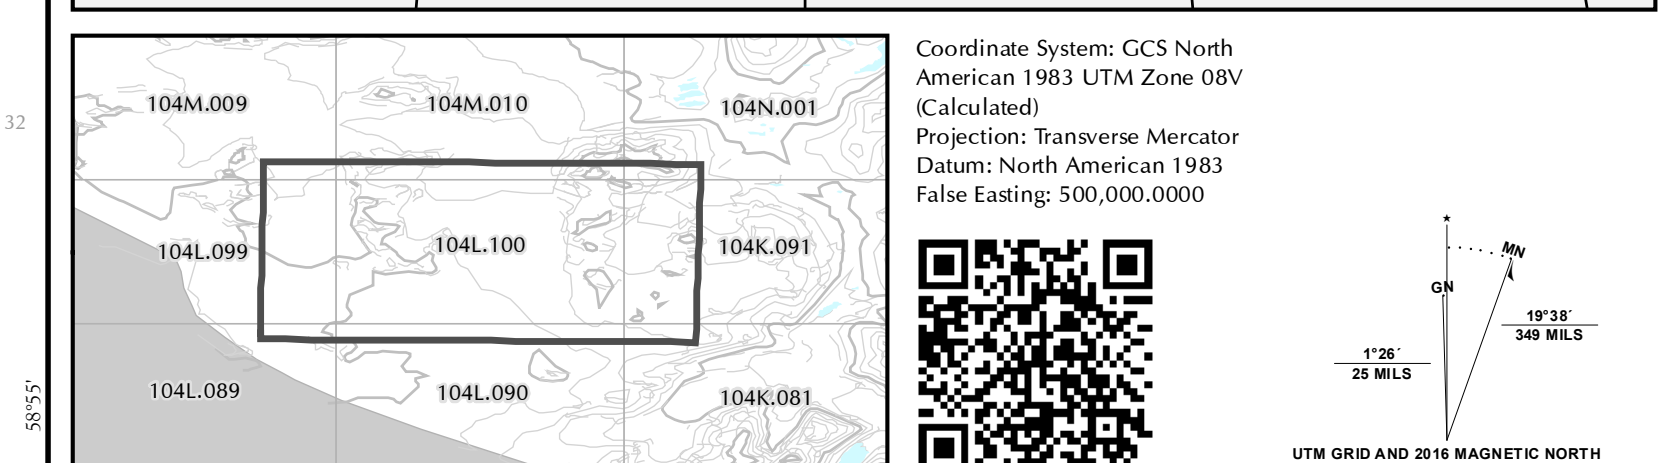 32
58°55'
104M.009
104M.010
104N.001
104L.099
104L.100
104K.091
104L.089
104L.090
104K.081
Coordinate System: GCS North
American 1983 UTM Zone 08V
(Calculated)
Projection: Transverse Mercator
Datum: North American 1983
False Easting: 500,000.0000
MN
GN
19°38´
349 MILS
1°26´
25 MILS
UTM GRID AND 2016 MAGNETIC NORTH